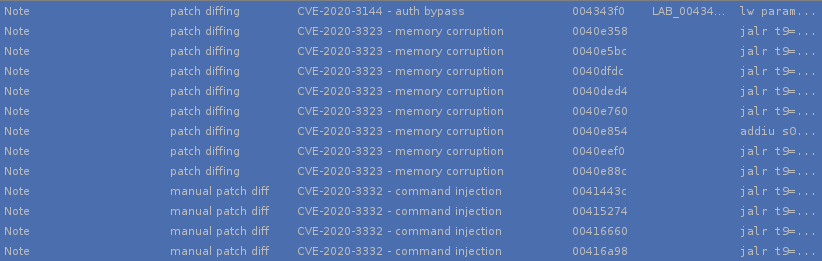 Note patch diffing CVE-2020-3144 - auth bypass 004343f0 LAB_00434... lw param...
Note patch diffing CVE-2020-3323 - memory corruption 0040e358 jalr t9=...
Note patch diffing CVE-2020-3323 - memory corruption 0040e5bc jalr t9=...
Note patch diffing CVE-2020-3323 - memory corruption 0040dfdc jalr t9=...
Note patch diffing CVE-2020-3323 - memory corruption 0040ded4 jalr t9=...
Note patch diffing CVE-2020-3323 - memory corruption 0040e760 jalr t9=...
Note patch diffing CVE-2020-3323 - memory corruption 0040e854 addiu s0...
Note patch diffing CVE-2020-3323 - memory corruption 0040eef0 jalr t9=...
Note patch diffing CVE-2020-3323 - memory corruption 0040e88c jalr t9=...
Note manual patch diff CVE-2020-3332 - command injection 0041443c jalr t9=...
Note manual patch diff CVE-2020-3332 - command injection 00415274 jalr t9=...
Note manual patch diff CVE-2020-3332 - command injection 00416660 jalr t9=...
Note manual patch diff CVE-2020-3332 - command injection 00416a98 jalr t9=...